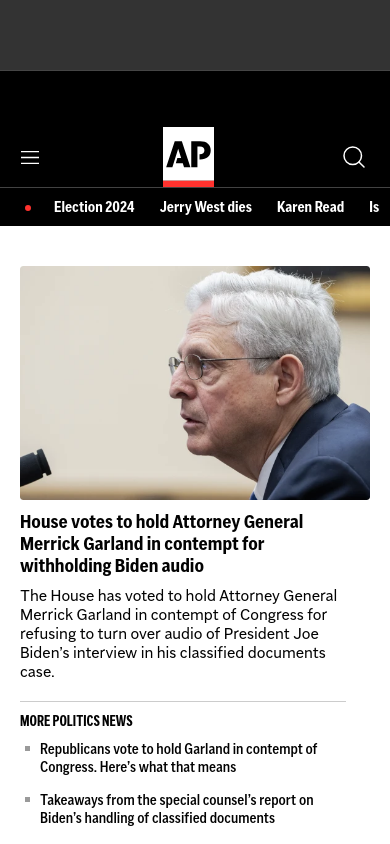 AP
Election 2024 Jerry West dies Karen Read Is
House votes to hold Attorney General
Merrick Garland in contempt for
withholding Biden audio
The House has voted to hold Attorney General
Merrick Garland in contempt of Congress for
refusing to turn over audio of President Joe
Biden’s interview in his classified documents
case.
MORE POLITICS NEWS
Republicans vote to hold Garland in contempt of
Congress. Here’s what that means
Takeaways from the special counsel’s report on
Biden’s handling of classified documents